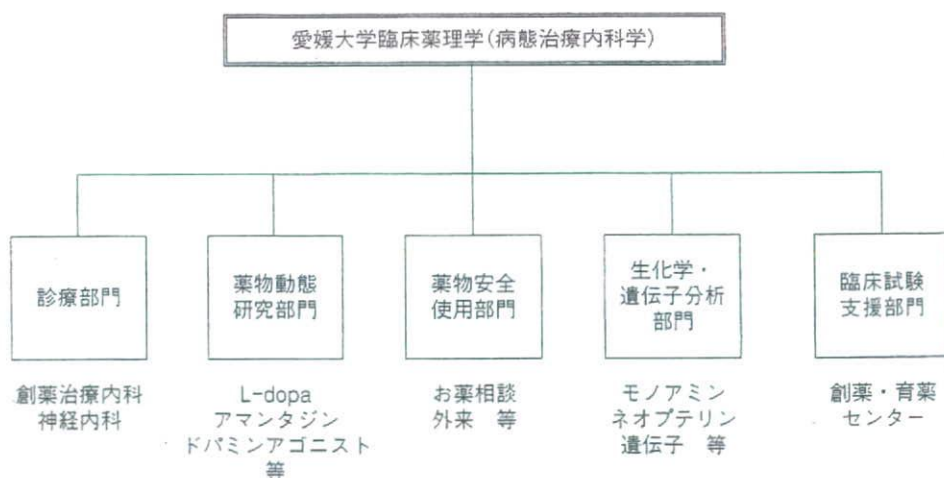 愛媛大学臨床薬理学(病態治療内科学)
診療部門
薬物動態
研究部門
薬物安全
使用部門
生化学・
遺伝子分析
部門
臨床試験
支援部門
創薬治療内科
神経内科
L-dopa
アマンタジン
ドパミンアゴニスト
等
お薬相談
外来 等
モノアミン
ネオプテリン
遺伝子 等
創薬・育薬
センター